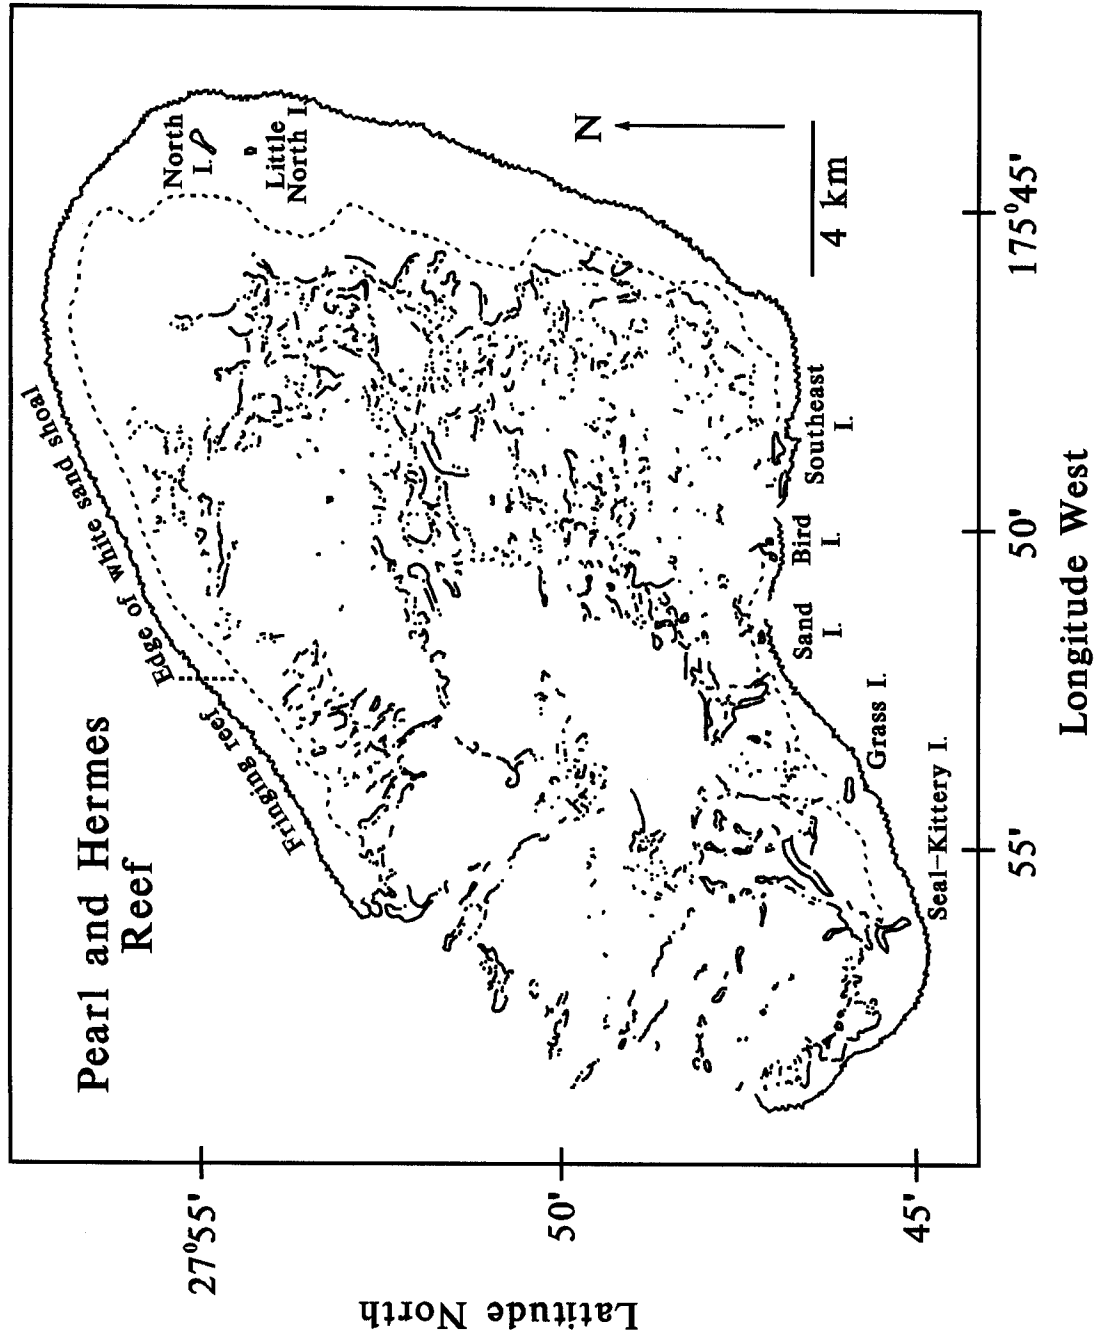 Pearl and Hermes
Reef
Edge of white sand shoal
Fringing reef
North
I.
Little
North I.
N
4 km
Southeast
I.
Bird
I.
Sand
I.
Grass I.
Seal-Kittery I.
27°55'
50'
45'
Latitude North
55'
50'
175°45'
Longitude West